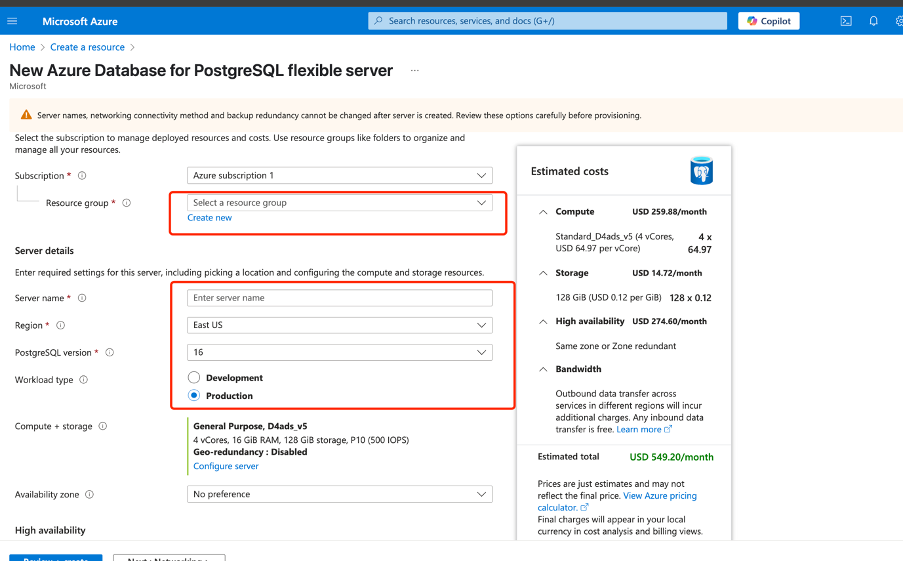 Microsoft Azure
Search resources, services, and docs (G+/)
Copilot
Home > Create a resource >
New Azure Database for PostgreSQL flexible server ...
Microsoft
Server names, networking connectivity method and backup redundancy cannot be changed after server is created. Review these options carefully before provisioning.
Select the subscription to manage deployed resources and costs. Use resource groups like folders to organize and
manage all your resources.
Subscription *
Azure subscription 1
Resource group *
Select a resource group
Create new
Server details
Enter required settings for this server, including picking a location and configuring the compute and storage resources.
Server name *
Enter server name
Region *
East US
PostgreSQL version *
16
Workload type
Development
Production
Compute + storage
General Purpose, D4ads_v5
4 vCores, 16 GiB RAM, 128 GiB storage, P10 (500 IOPS)
Geo-redundancy : Disabled
Configure server
Availability zone
No preference
High availability
Review + create
Next : Networking >
Estimated costs
Compute USD 259.88/month
Standard_D4ads_v5 (4 vCores, 4 x
USD 64.97 per vCore) 64.97
Storage USD 14.72/month
128 GiB (USD 0.12 per GiB) 128 x 0.12
High availability USD 274.60/month
Same zone or Zone redundant
Bandwidth
Outbound data transfer across
services in different regions will incur
additional charges. Any inbound data
transfer is free. Learn more
Estimated total USD 549.20/month
Prices are just estimates and may not
reflect the final price. View Azure pricing
calculator.
Final charges will appear in your local
currency in cost analysis and billing views.